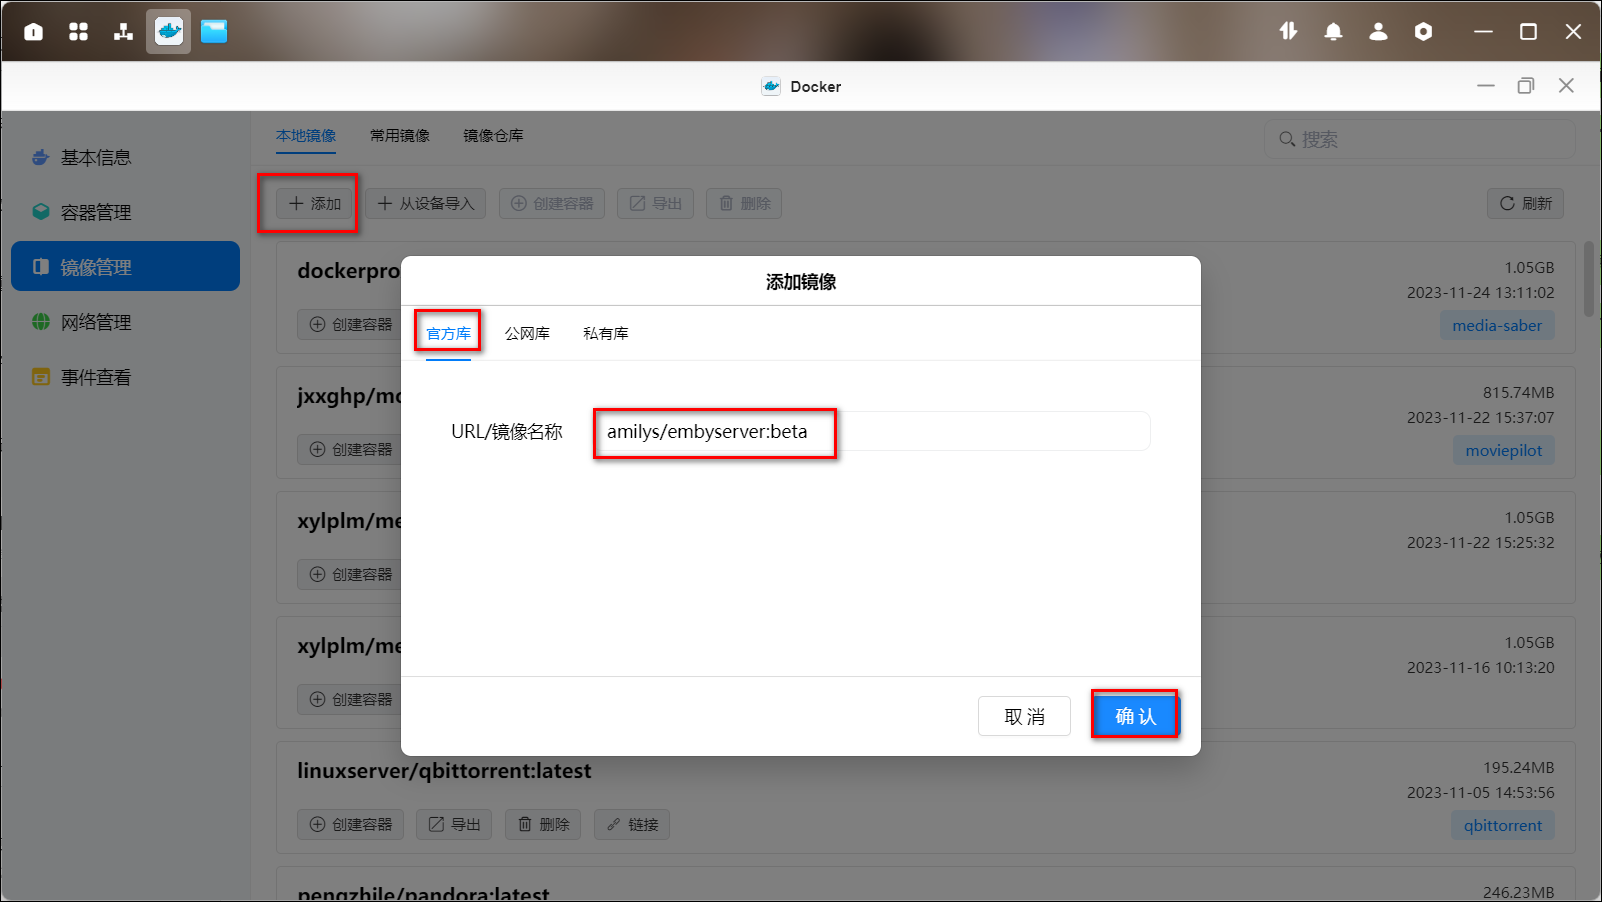 Docker
基本信息
容器管理
镜像管理
网络管理
事件查看
本地镜像 常用镜像 镜像仓库
搜索
添加 从设备导入 创建容器 导出 删除 刷新
dockerpro
1.05GB
2023-11-24 13:11:02
创建容器
media-saber
添加镜像
官方库 公网库 私有库
URL/镜像名称 amilys/embyserver:beta
取消 确认
jxxghp/mo
815.74MB
2023-11-22 15:37:07
创建容器
moviepilot
xylplm/me
1.05GB
2023-11-22 15:25:32
创建容器
xylplm/me
1.05GB
2023-11-16 10:13:20
创建容器
linuxserver/qbittorrent:latest
195.24MB
2023-11-05 14:53:56
创建容器 导出 删除 链接
qbittorrent
pengzhile/pandora:latest
246.23MB